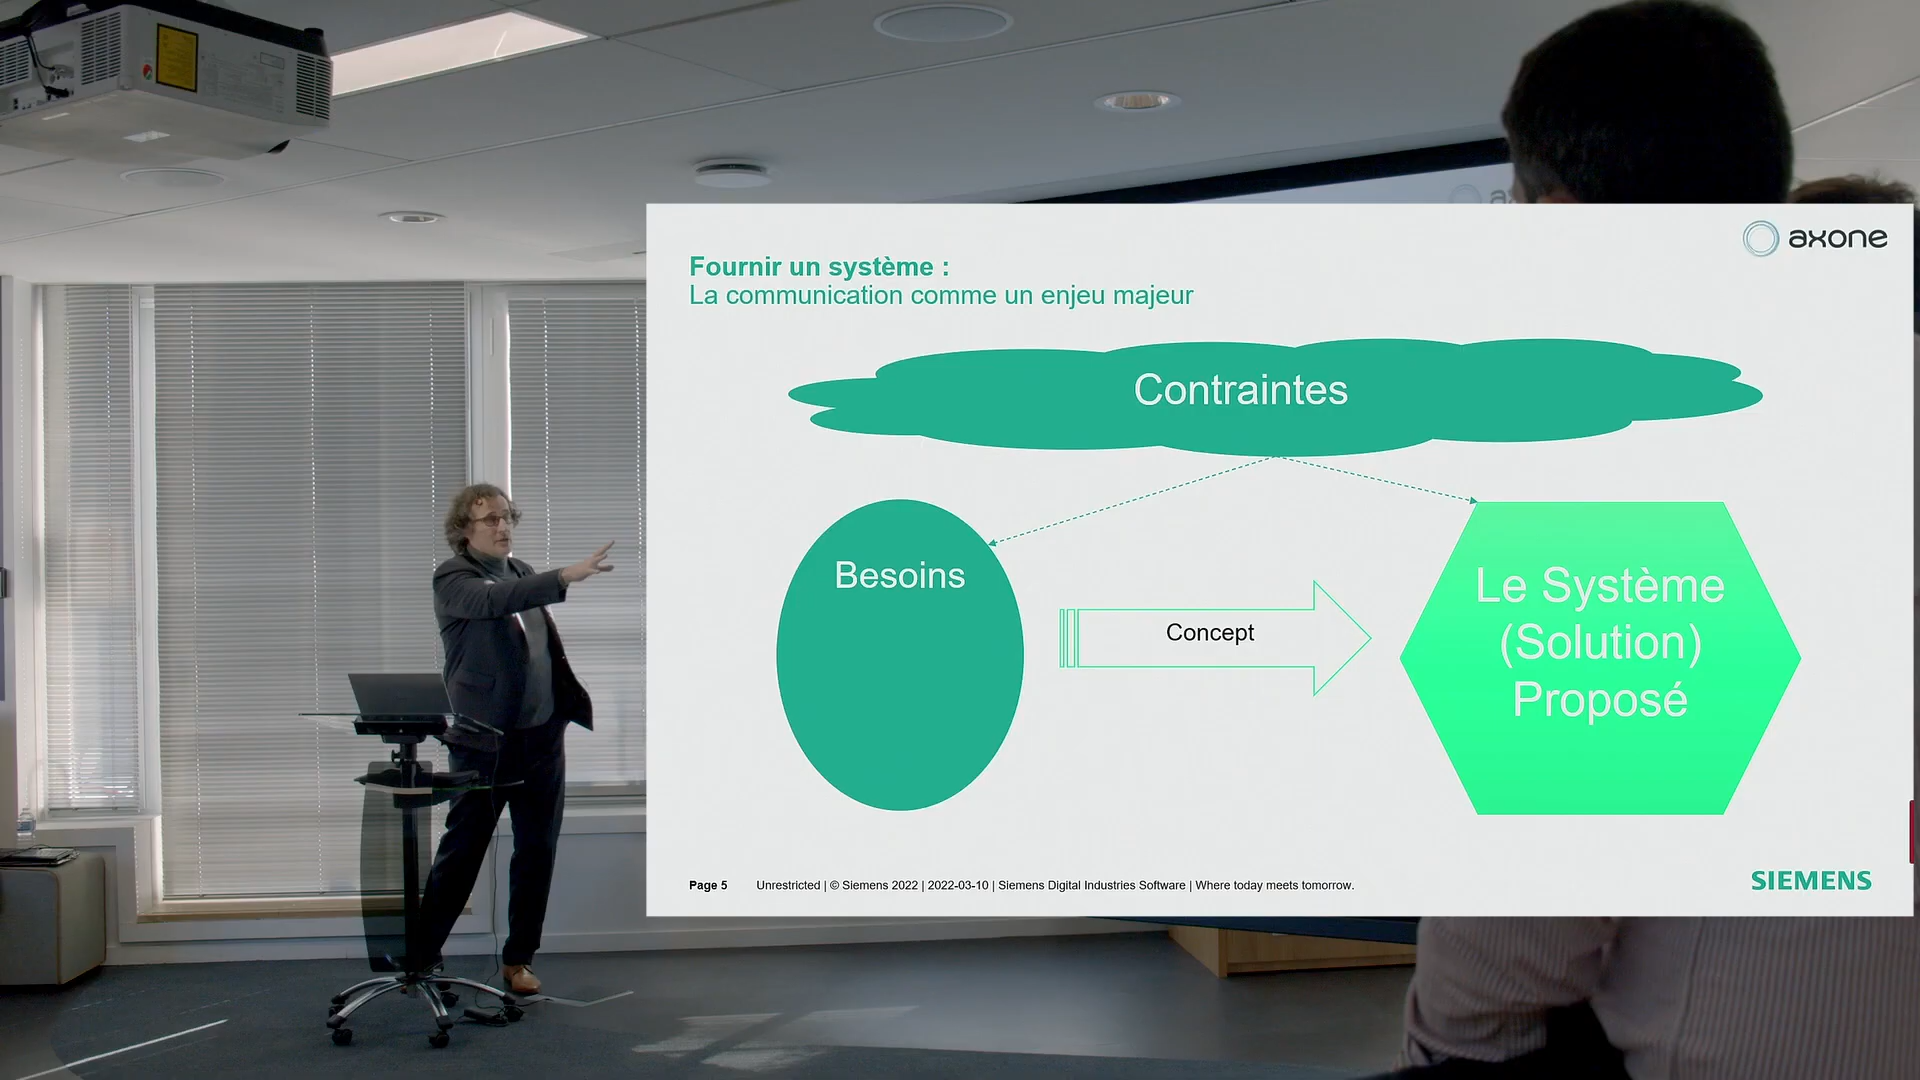 axone
Fournir un système :
La communication comme un enjeu majeur
Contraintes
Besoins
Concept
Le Système
(Solution)
Proposé
Page 5
Unrestricted | © Siemens 2022 | 2022-03-10 | Siemens Digital Industries Software | Where today meets tomorrow.
SIEMENS